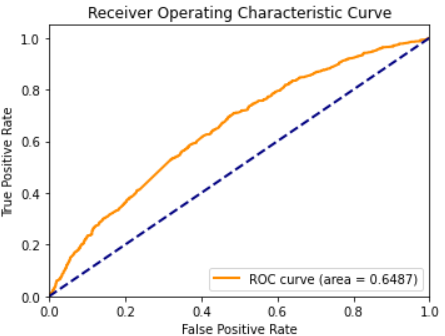 Receiver Operating Characteristic Curve
True Positive Rate
1.0
0.8
0.6
0.4
0.2
0.0
ROC curve (area = 0.6487)
0.0 0.2 0.4 0.6 0.8 1.0
False Positive Rate